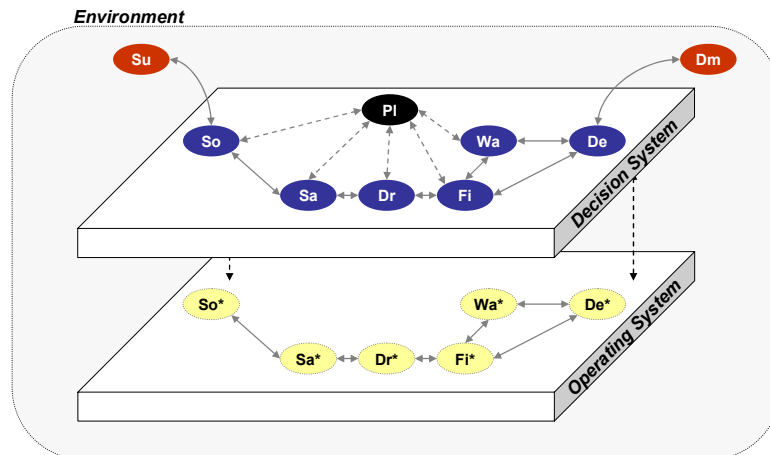 Environment
Su
Dm
Pl
So
Wa
De
Sa
Dr
Fi
Decision System
So*
Wa*
De*
Sa*
Dr*
Fi*
Operating System